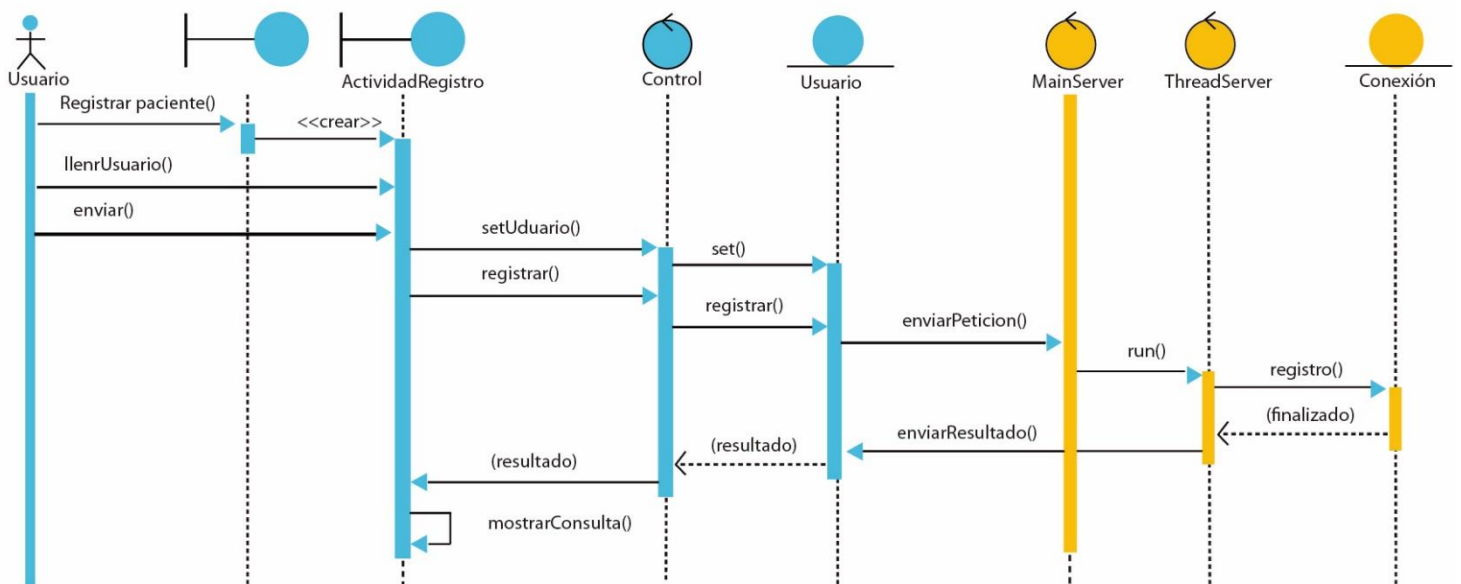 Usuario
ActividadRegistro
Control
Usuario
MainServer
ThreadServer
Conexión
Registrar paciente()
<<crear>>
llenrUsuario()
enviar()
setUduario()
set()
registrar()
registrar()
enviarPeticion()
run()
registro()
(finalizado)
enviarResultado()
(resultado)
(resultado)
mostrarConsulta()